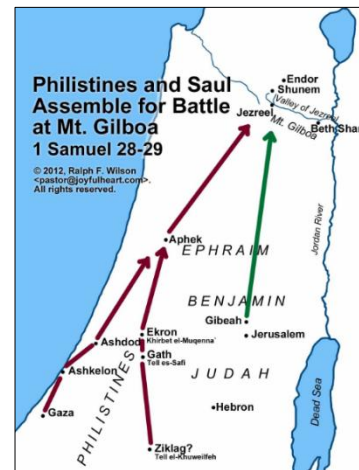 Philistines and Saul
Assemble for Battle
at Mt. Gilboa
1 Samuel 28-29
© 2012, Ralph F. Wilson
<pastor@joyfulheart.com>.
All rights reserved.
Endor
Shunem
Valley of Jezreel
Jezreel
Mt. Gilboa
Beth Shan
Jordan River
Aphek
EPHRAIM
BENJAMIN
Gibeah
Jerusalem
Ashdod
Ekron
Khirbet el-Muqenna'
Gath
Tell es-Safi
Ashkelon
JUDAH
Gaza
PHILISTINES
Hebron
Dead Sea
Ziklag?
Tell el-Khuweilfeh